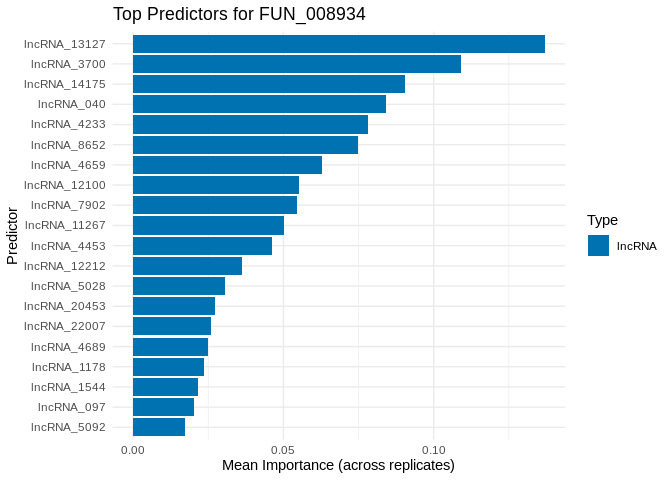 Top Predictors for FUN_008934
lncRNA_13127
lncRNA_3700
lncRNA_14175
lncRNA_040
lncRNA_4233
lncRNA_8652
lncRNA_4659
lncRNA_12100
lncRNA_7902
lncRNA_11267
lncRNA_4453
lncRNA_12212
lncRNA_5028
lncRNA_20453
lncRNA_22007
lncRNA_4689
lncRNA_1178
lncRNA_1544
lncRNA_097
lncRNA_5092
Predictor
0.00 0.05 0.10
Mean Importance (across replicates)
Type
lncRNA